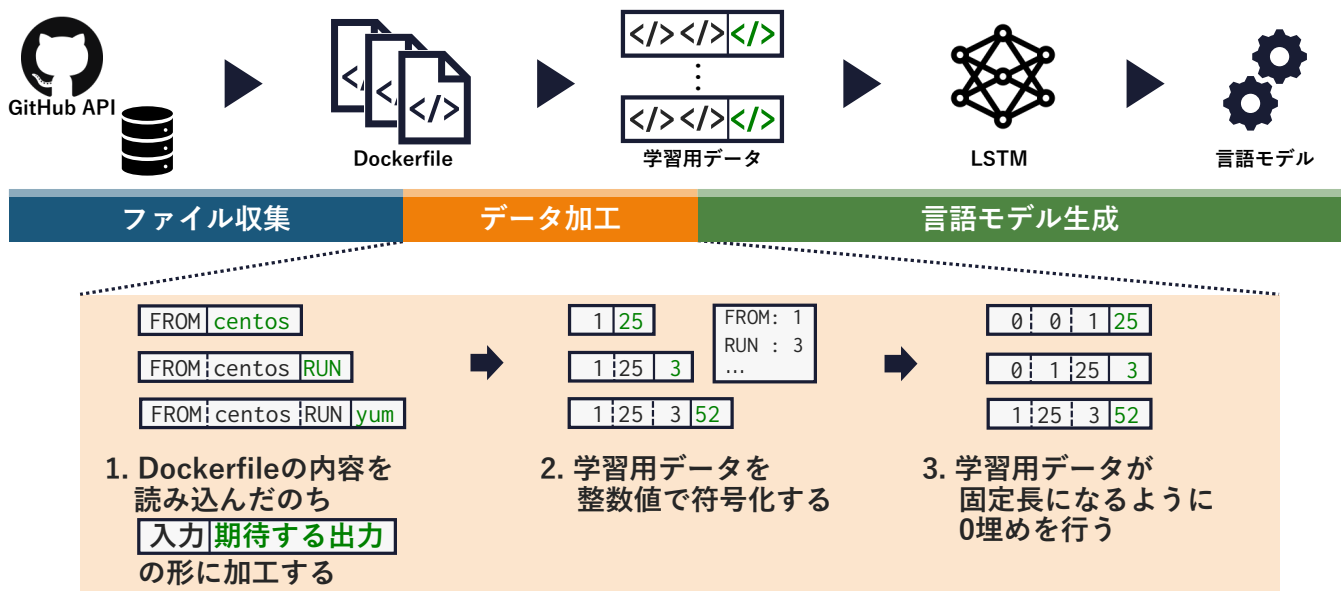 </></></>
GitHub API
</>
</>
</>
⋮
</></></>
Dockerfile
学習用データ
LSTM
言語モデル
ファイル収集
データ加工
言語モデル生成
FROM centos
FROM centos RUN
FROM centos RUN yum
1. Dockerfileの内容を
読み込んだのち
入力 期待する出力
の形に加工する
1 25
1 25 3
1 25 3 52
FROM: 1
RUN : 3
...
2. 学習用データを
整数値で符号化する
0 0 1 25
0 1 25 3
1 25 3 52
3. 学習用データが
固定長になるように
0埋めを行う